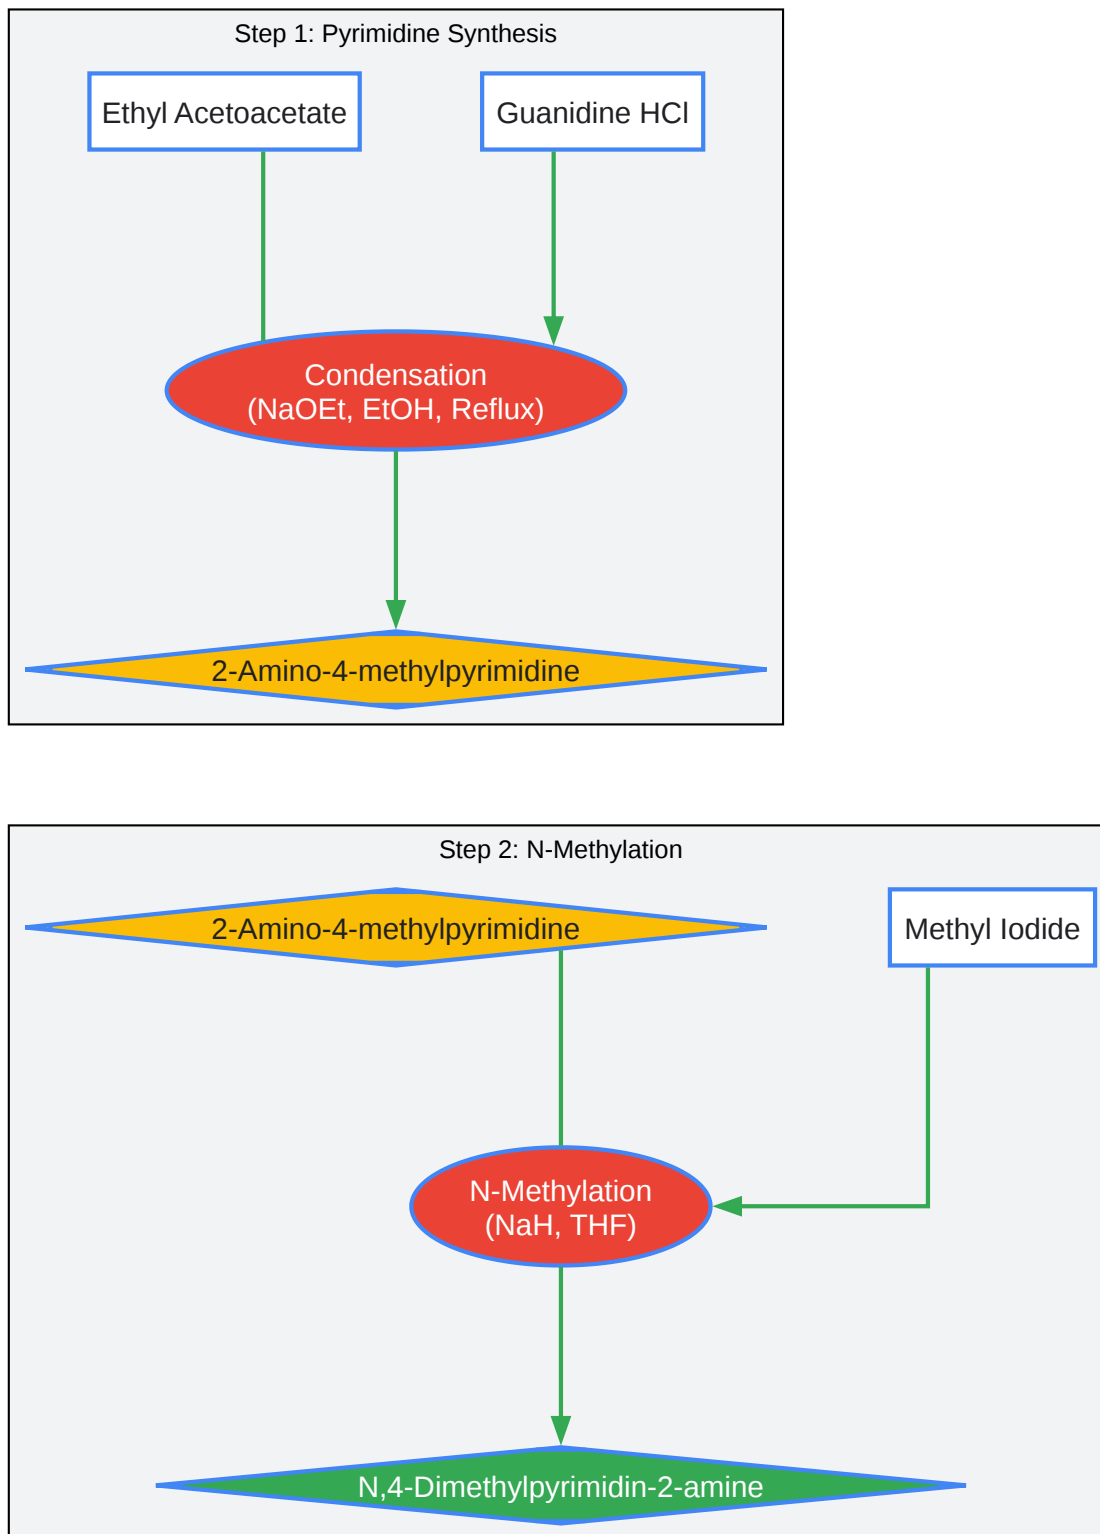 Step 1: Pyrimidine Synthesis
Ethyl Acetoacetate
Guanidine HCl
Condensation
(NaOEt, EtOH, Reflux)
2-Amino-4-methylpyrimidine
Step 2: N-Methylation
2-Amino-4-methylpyrimidine
Methyl Iodide
N-Methylation
(NaH, THF)
N,4-Dimethylpyrimidin-2-amine